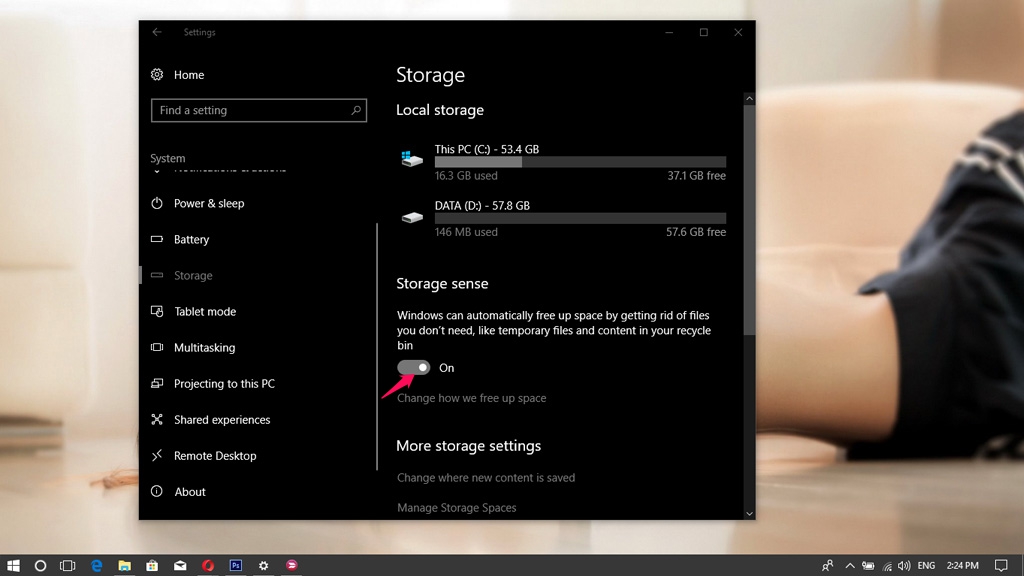 Settings
Home
Find a setting
System
Notifications & actions
Power & sleep
Battery
Storage
Tablet mode
Multitasking
Projecting to this PC
Shared experiences
Remote Desktop
About
Storage
Local storage
This PC (C:) - 53.4 GB
16.3 GB used 37.1 GB free
DATA (D:) - 57.8 GB
146 MB used 57.6 GB free
Storage sense
Windows can automatically free up space by getting rid of files
you don't need, like temporary files and content in your recycle
bin
On
Change how we free up space
More storage settings
Change where new content is saved
Manage Storage Spaces
Ps
ENG 2:24 PM